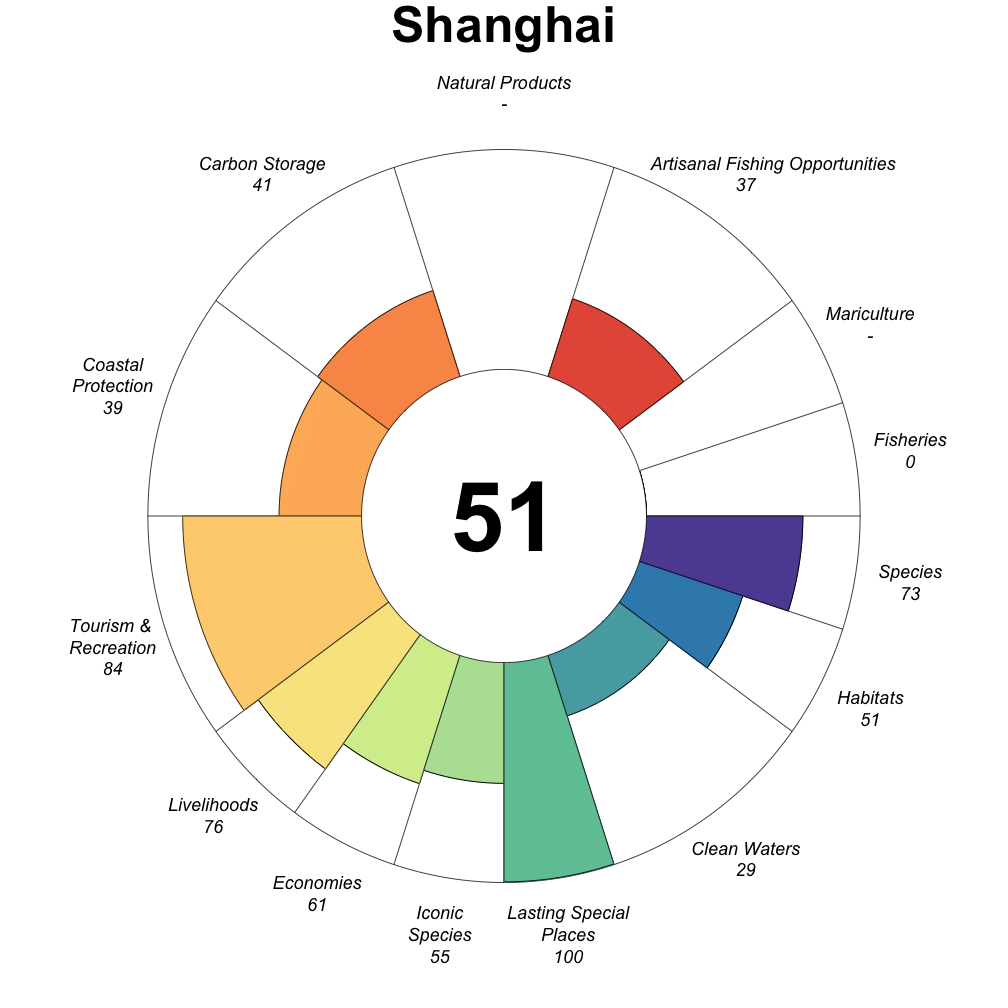 Shanghai
Natural Products
-
Carbon Storage
41
Artisanal Fishing Opportunities
37
Mariculture
-
Coastal
Protection
39
Fisheries
0
51
Species
73
Tourism &
Recreation
84
Habitats
51
Livelihoods
76
Clean Waters
29
Economies
61
Iconic
Species
55
Lasting Special
Places
100